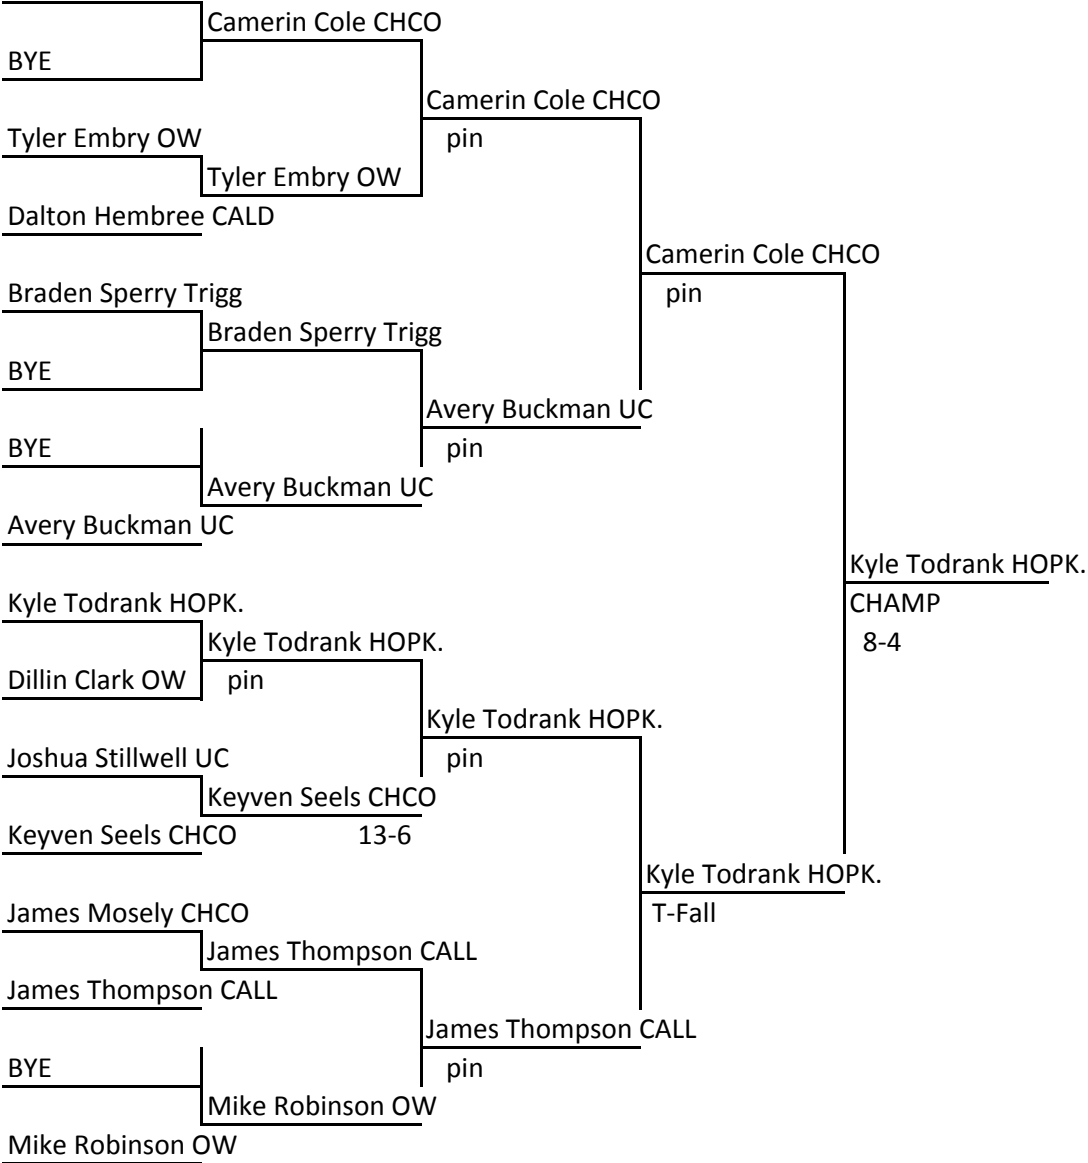 Camerin Cole CHCO
BYE
Camerin Cole CHCO
Tyler Embry OW
pin
Tyler Embry OW
Dalton Hembree CALD
Camerin Cole CHCO
Braden Sperry Trigg
pin
Braden Sperry Trigg
BYE
Avery Buckman UC
BYE
pin
Avery Buckman UC
Avery Buckman UC
Kyle Todrank HOPK.
Kyle Todrank HOPK.
CHAMP
Kyle Todrank HOPK.
8-4
Dillin Clark OW
pin
Kyle Todrank HOPK.
Joshua Stillwell UC
pin
Keyven Seels CHCO
Keyven Seels CHCO
13-6
Kyle Todrank HOPK.
James Mosely CHCO
T-Fall
James Thompson CALL
James Thompson CALL
James Thompson CALL
BYE
pin
Mike Robinson OW
Mike Robinson OW